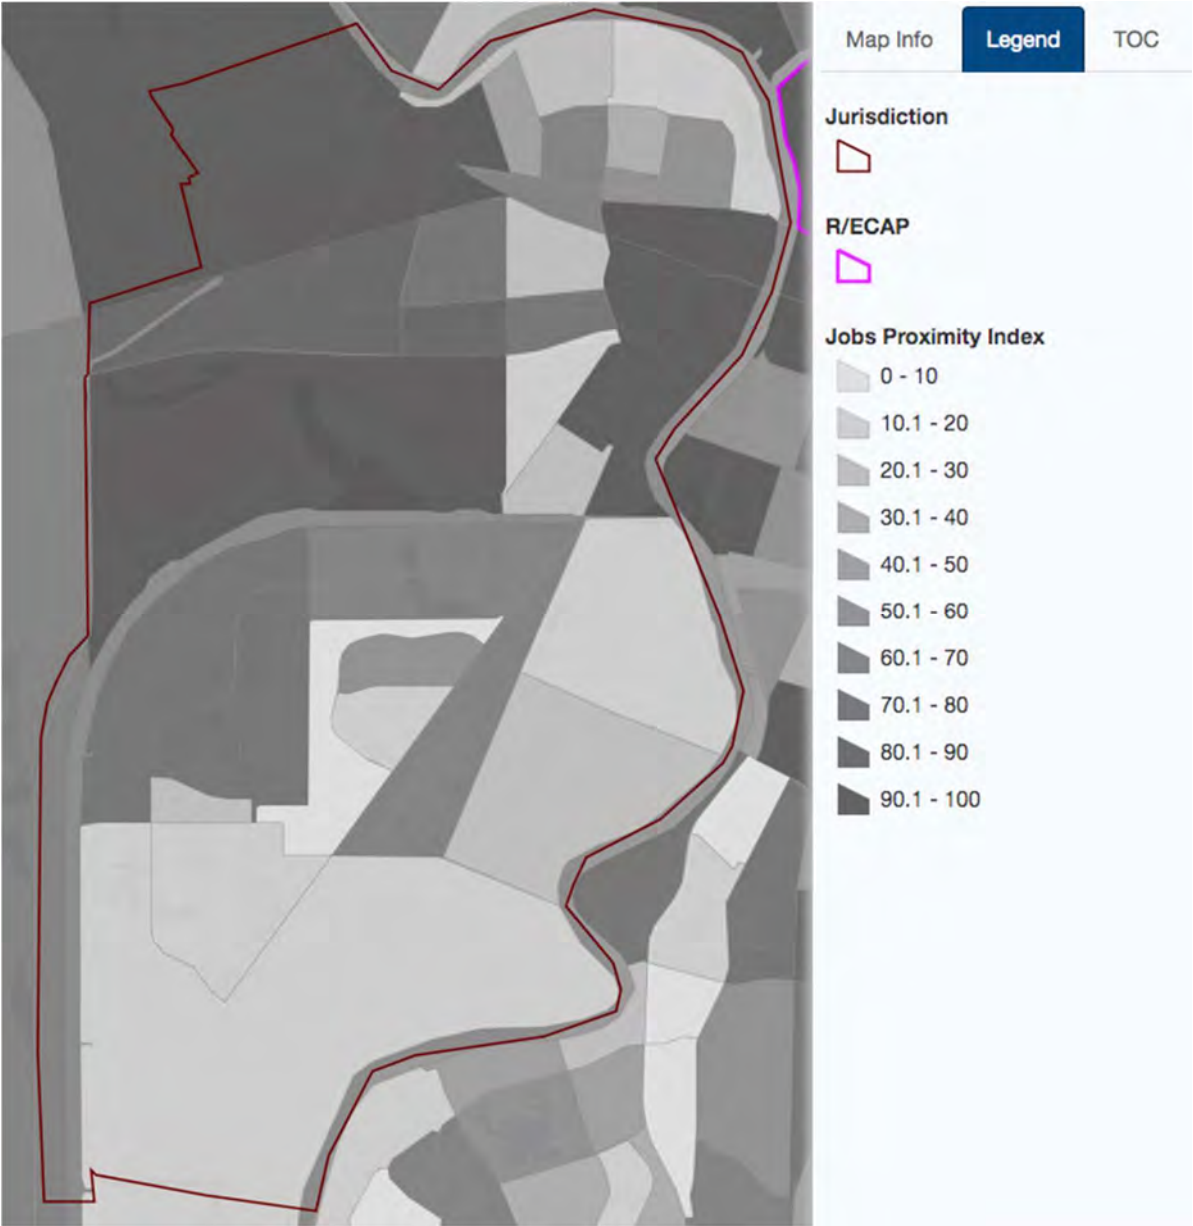 Map Info Legend TOC
Jurisdiction
R/ECAP
Jobs Proximity Index
0 - 10
10.1 - 20
20.1 - 30
30.1 - 40
40.1 - 50
50.1 - 60
60.1 - 70
70.1 - 80
80.1 - 90
90.1 - 100